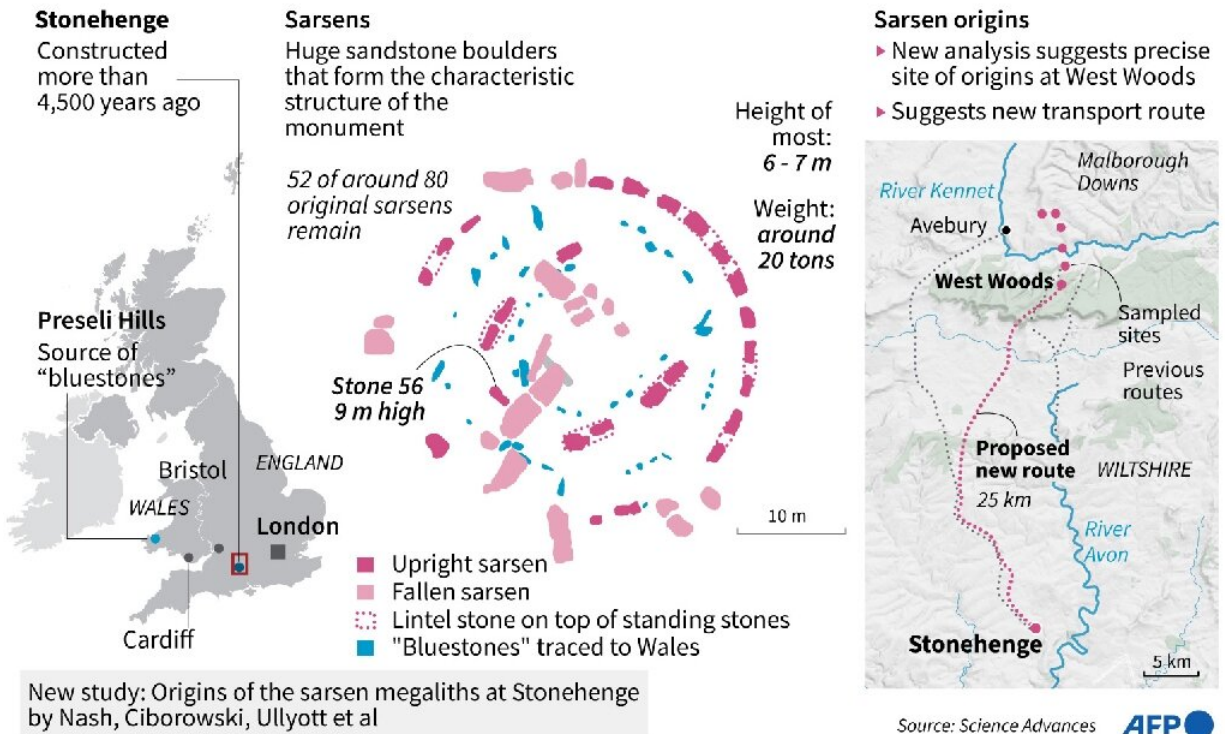 Stonehenge
Constructed
more than
4,500 years ago
Preseli Hills
Source of
"bluestones"
Bristol
ENGLAND
WALES
London
Cardiff
Sarsens
Huge sandstone boulders
that form the characteristic
structure of the
monument
52 of around 80
original sarsens
remain
Height of
most:
6 - 7 m
Weight:
around
20 tons
Stone 56
9 m high
10 m
Upright sarsen
Fallen sarsen
Lintel stone on top of standing stones
"Bluestones" traced to Wales
Sarsen origins
New analysis suggests precise
site of origins at West Woods
Suggests new transport route
Malborough
Downs
River Kennet
Avebury
West Woods
Sampled
sites
Previous
routes
Proposed
new route
25 km
WILTSHIRE
River
Avon
Stonehenge
5 km
New study: Origins of the sarsen megaliths at Stonehenge
by Nash, Ciborowski, Ullyott et al
Source: Science Advances
AFP